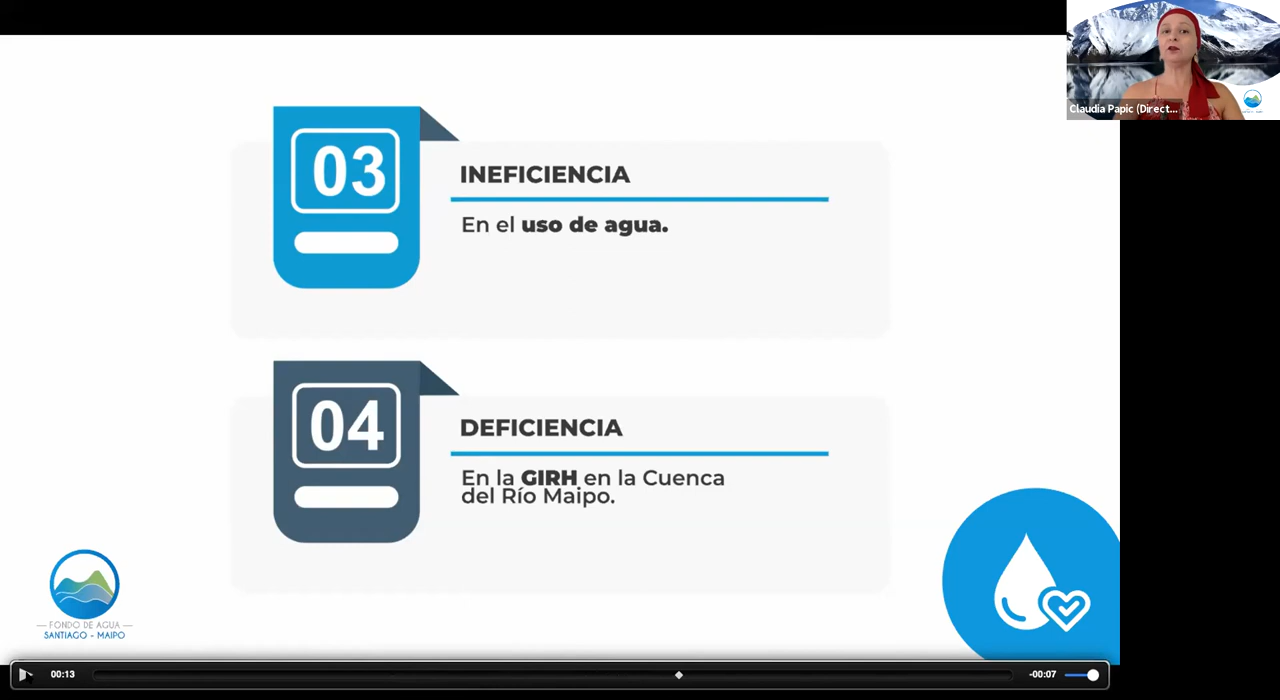 Claudia Papic (Direct...
03
INEFICIENCIA
En el uso de agua.
04
DEFICIENCIA
En la GIRH en la Cuenca
del Río Maipo.
— FONDO DE AGUA —
SANTIAGO - MAIPO
00:13
-00:07